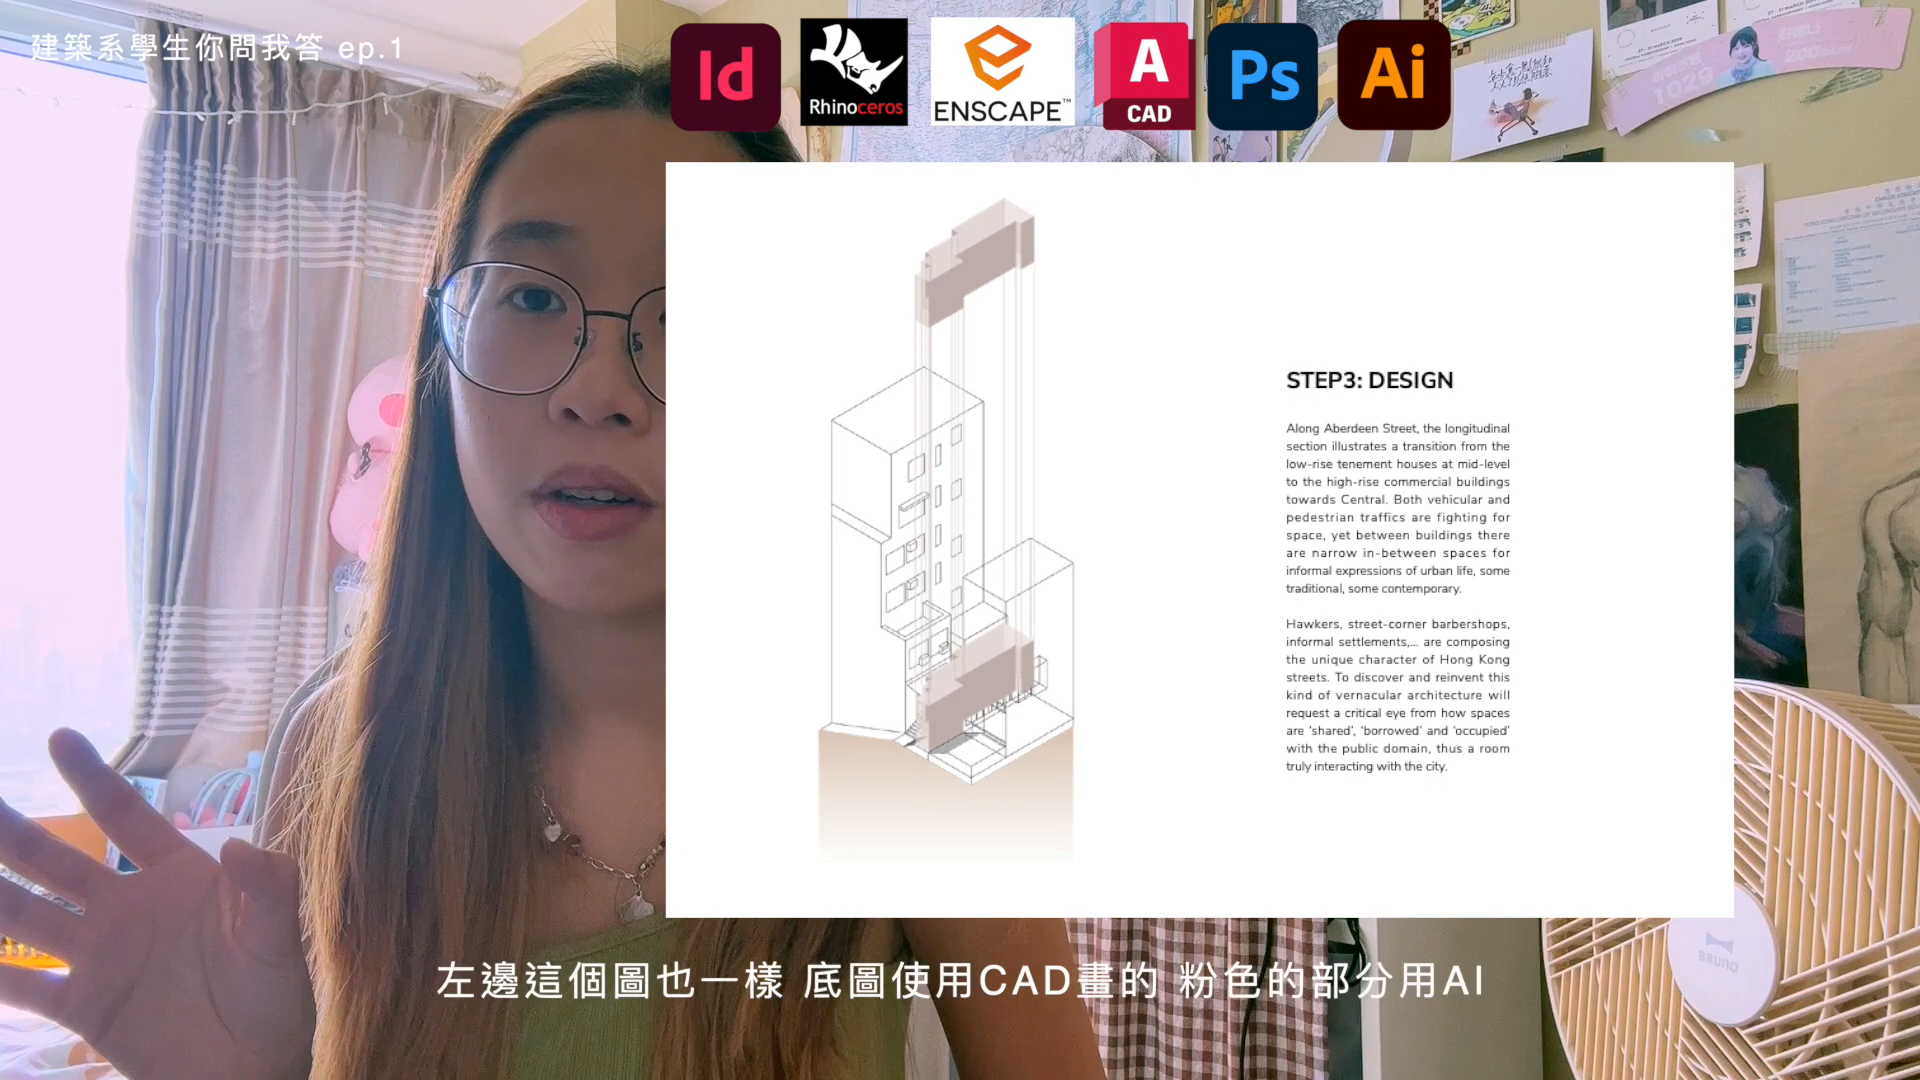 建築系學生你問我答 ep.1
Id
Rhinoceros
ENSCAPE™
A
CAD
Ps
Ai
1029
STEP3: DESIGN
Along Aberdeen Street, the longitudinal
section illustrates a transition from the
low-rise tenement houses at mid-level
to the high-rise commercial buildings
towards Central. Both vehicular and
pedestrian traffics are fighting for
space, yet between buildings there
are narrow in-between spaces for
informal expressions of urban life, some
traditional, some contemporary.
Hawkers, street-corner barbershops,
informal settlements,... are composing
the unique character of Hong Kong
streets. To discover and reinvent this
kind of vernacular architecture will
request a critical eye from how spaces
are ‘shared’, ‘borrowed’ and ‘occupied’
with the public domain, thus a room
truly interacting with the city.
BRUNO
左邊這個圖也一樣 底圖使用CAD畫的 粉色的部分用AI